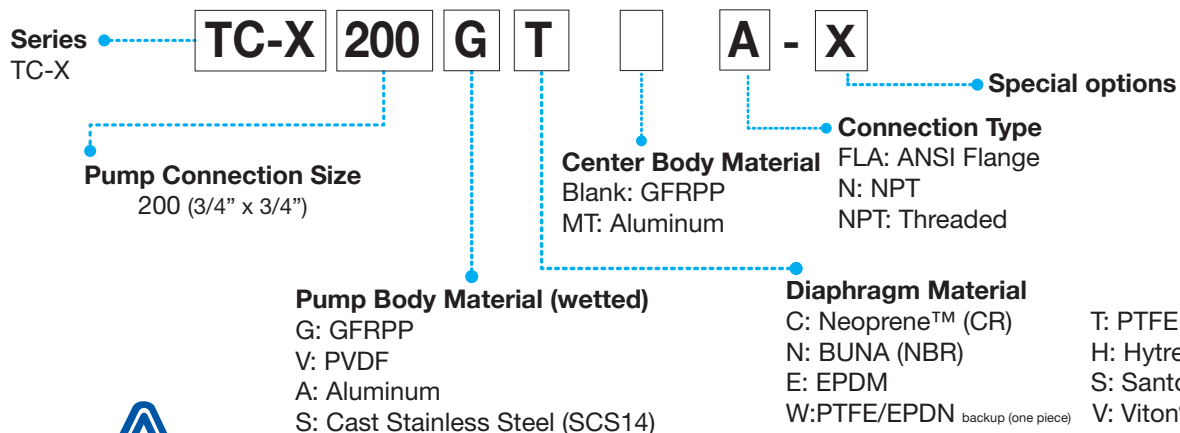 Series
TC-X
TC-X 200 G T A - X
Special options
Pump Connection Size
200 (3/4” x 3/4”)
Center Body Material
Blank: GFRPP
MT: Aluminum
Connection Type
FLA: ANSI Flange
N: NPT
NPT: Threaded
Pump Body Material (wetted)
G: GFRPP
V: PVDF
A: Aluminum
S: Cast Stainless Steel (SCS14)
Diaphragm Material
C: Neoprene™ (CR)
N: BUNA (NBR)
E: EPDM
W:PTFE/EPDN backup (one piece)
T: PTFE
H:
S:
V: